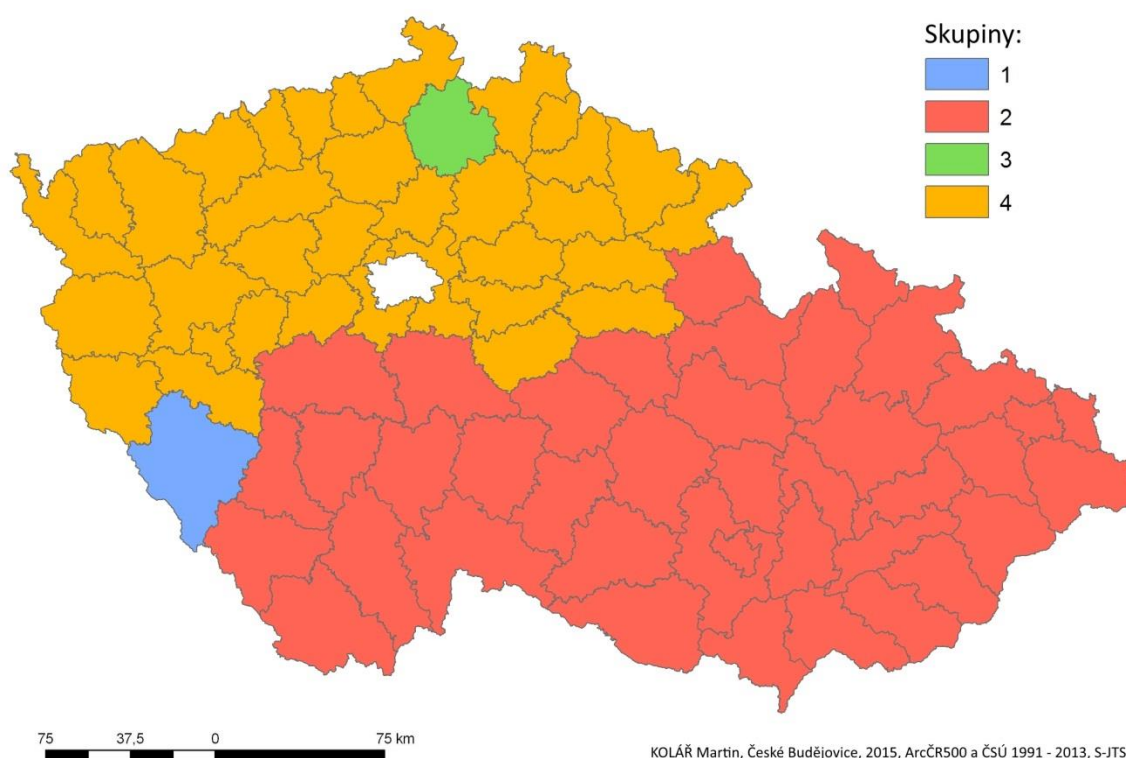 Skupiny:
1
2
3
4
75 37,5 0 75 km
KOLÁŘ Martin, České Budějovice, 2015, ArcČR500 a ČSÚ 1991 - 2013, S-JTS